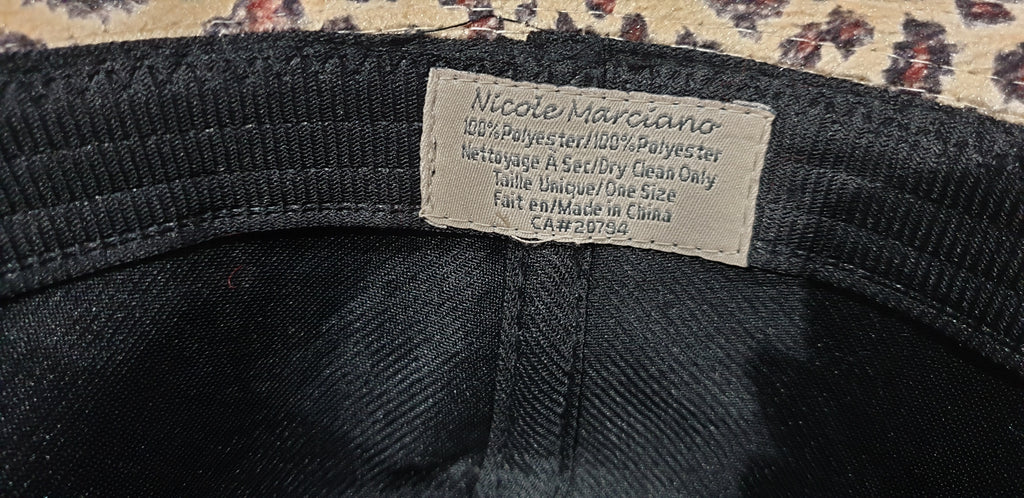 Nicole Marciano
100%Polyester/100%Polyester
Nettoyage A Sec/Dry Clean Only
Taille Unique/One Size
Fait en/Made in China
CA#20794